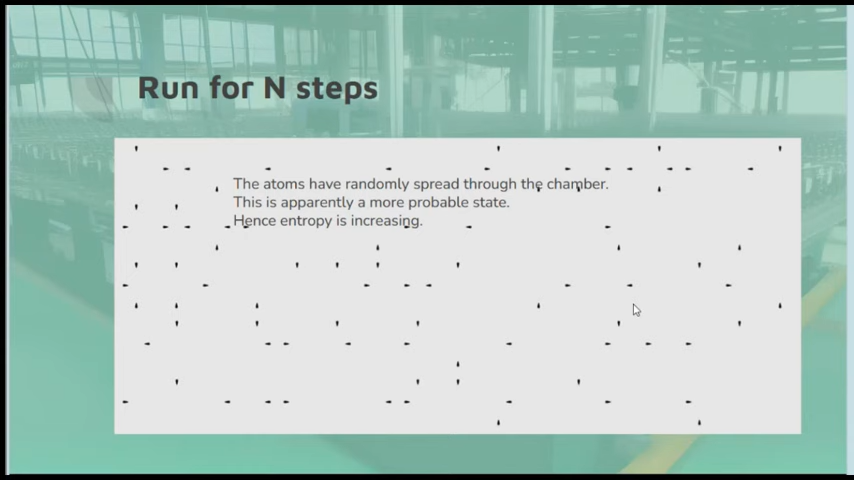 Run for N steps
The atoms have randomly spread through the chamber.
This is apparently a more probable state.
Hence entropy is increasing.